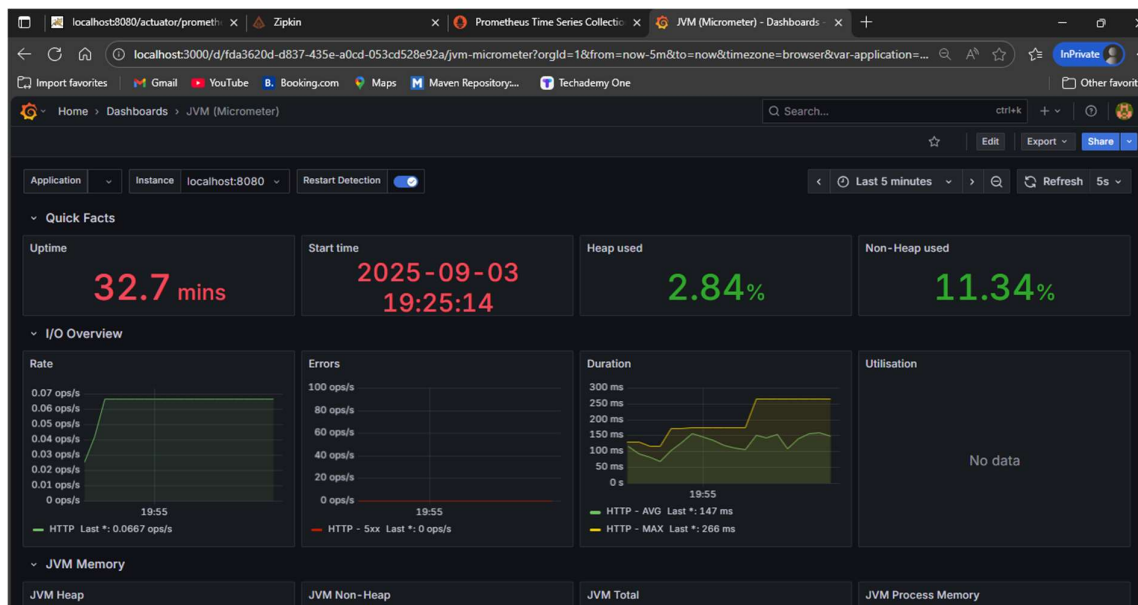 localhost:8080/actuator/prometh
Zipkin
Prometheus Time Series Collectio
JVM (Micrometer) - Dashboards -
localhost:3000/d/fda3620d-d837-435e-a0cd-053cd528e92a/jvm-micrometer?orgId=1&from=now-5m&to=now&timezone=browser&var-application=...
InPrivate
Import favorites
Gmail
YouTube
B. Booking.com
Maps
M Maven Repository:...
T Techademy One
Other favorit
Home > Dashboards > JVM (Micrometer)
Search...
ctrl+k
Edit
Export
Share
Application
Instance
localhost:8080
Restart Detection
Last 5 minutes
Refresh
5s
Quick Facts
Uptime
32.7 mins
Start time
2025-09-03
19:25:14
Heap used
2.84%
Non-Heap used
11.34%
I/O Overview
Rate
0.07 ops/s
0.06 ops/s
0.05 ops/s
0.04 ops/s
0.03 ops/s
0.02 ops/s
0.01 ops/s
0 ops/s
19:55
HTTP Last *: 0.0667 ops/s
Errors
100 ops/s
80 ops/s
60 ops/s
40 ops/s
20 ops/s
0 ops/s
19:55
HTTP - 5xx Last *: 0 ops/s
Duration
300 ms
250 ms
200 ms
150 ms
100 ms
50 ms
0 s
19:55
HTTP - AVG Last *: 147 ms
HTTP - MAX Last *: 266 ms
Utilisation
No data
JVM Memory
JVM Heap
JVM Non-Heap
JVM Total
JVM Process Memory